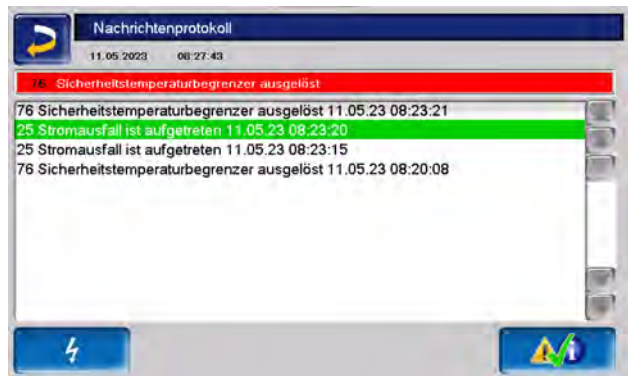 Nachrichtenprotokoll
11.05.2023 08:27:43
76 Sicherheitstemperaturbegrenzer ausgelöst
76 Sicherheitstemperaturbegrenzer ausgelöst 11.05.23 08:23:21
25 Stromausfall ist aufgetreten 11.05.23 08:23:20
25 Stromausfall ist aufgetreten 11.05.23 08:23:15
76 Sicherheitstemperaturbegrenzer ausgelöst 11.05.23 08:20:08